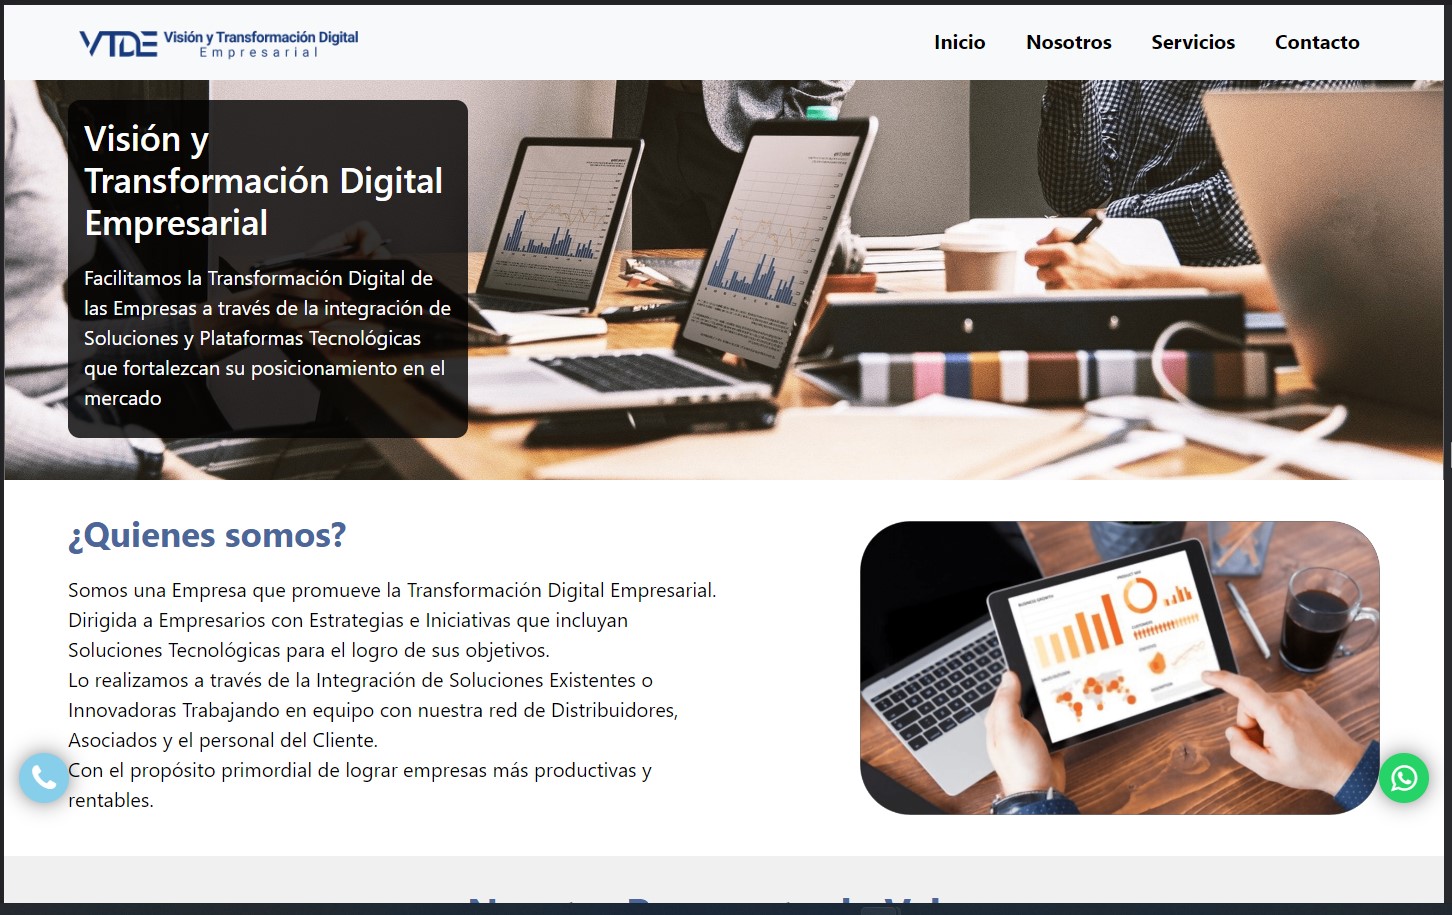 VTDE Visión y Transformación Digital
Empresarial
Inicio Nosotros Servicios Contacto
Visión y
Transformación Digital
Empresarial
Facilitamos la Transformación Digital de
las Empresas a través de la integración de
Soluciones y Plataformas Tecnológicas
que fortalezcan su posicionamiento en el
mercado
¿Quienes somos?
Somos una Empresa que promueve la Transformación Digital Empresarial.
Dirigida a Empresarios con Estrategias e Iniciativas que incluyan
Soluciones Tecnológicas para el logro de sus objetivos.
Lo realizamos a través de la Integración de Soluciones Existentes o
Innovadoras Trabajando en equipo con nuestra red de Distribuidores,
Asociados y el personal del Cliente.
Con el propósito primordial de lograr empresas más productivas y
rentables.